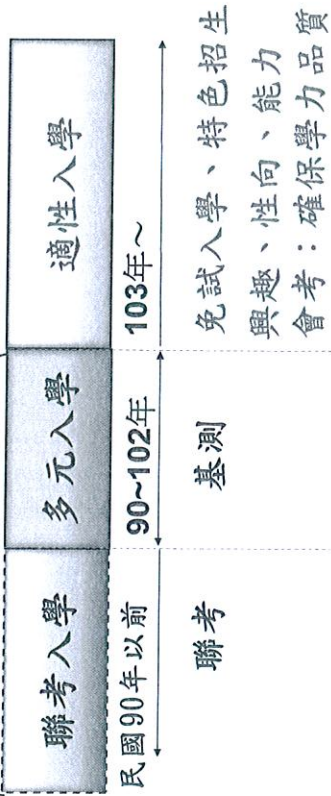 聯考入學
多元入學
適性入學
民國90年以前
90~102年
103年~
聯考
基測
免試入學、特色招生
興趣、性向、能力
會考：確保學力品質